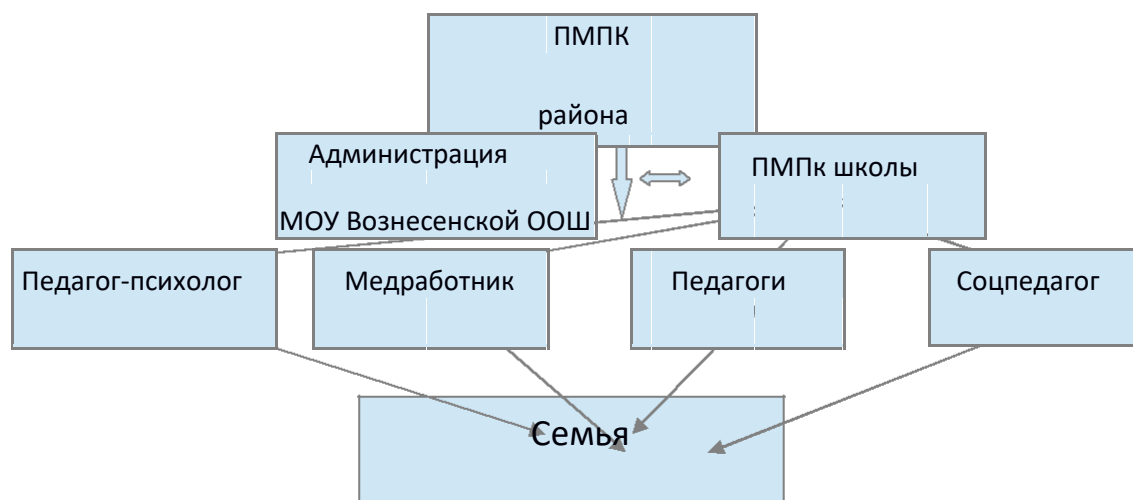 ПМПК
района
Администрация
МОУ Вознесенской ООШ
ПМПк школы
Педагог-психолог
Медработник
Педагоги
Соцпедагог
Семья